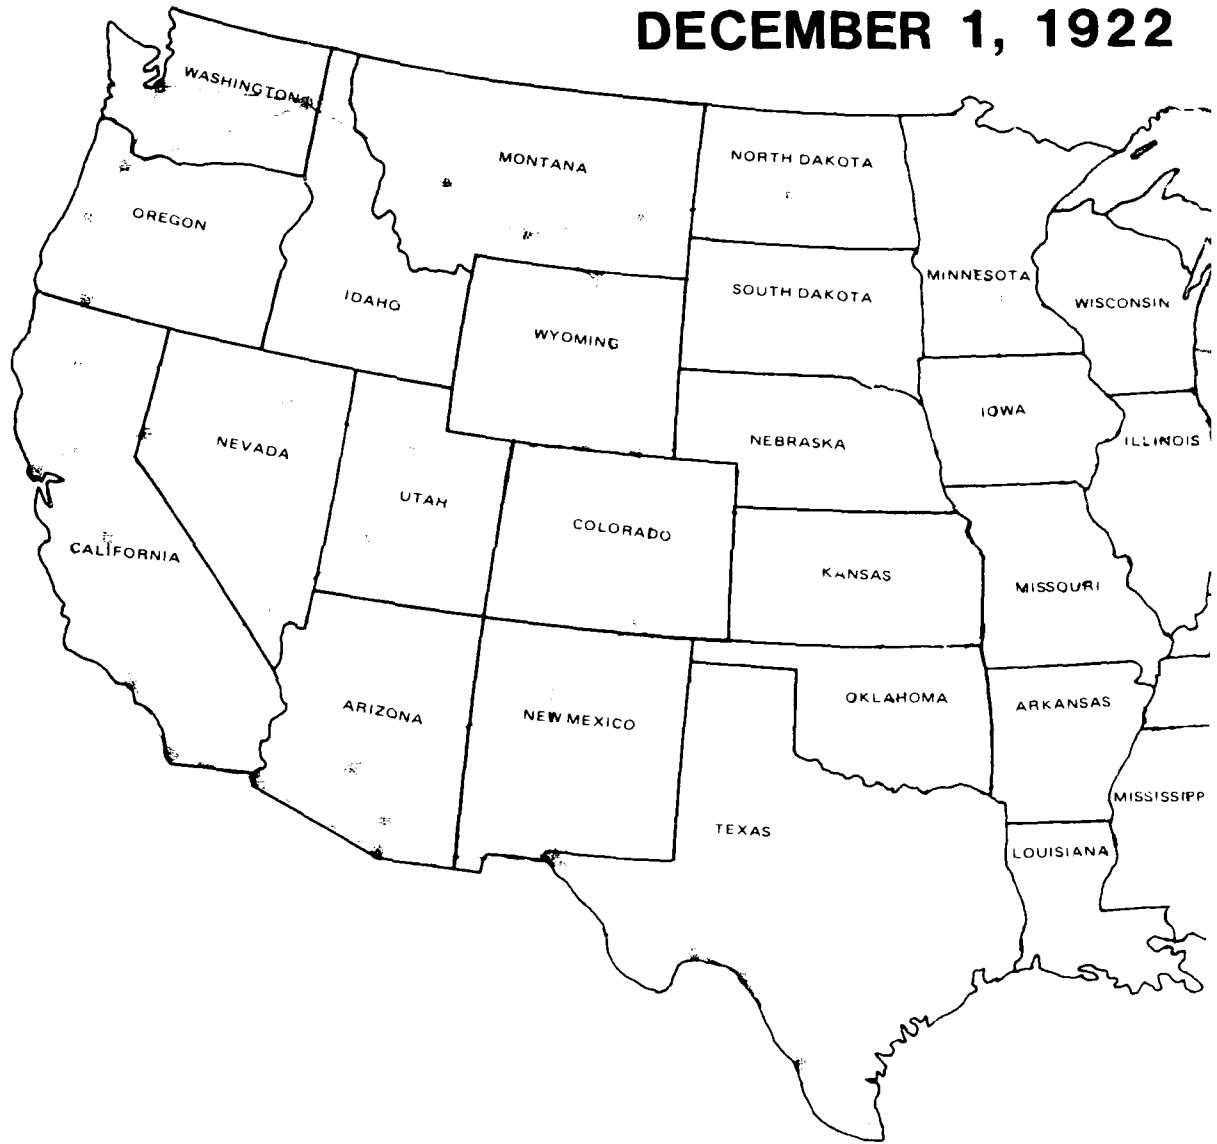 DECEMBER 1, 1922
WASHINGTON
MONTANA
NORTH DAKOTA
OREGON
MINNESOTA
IDAHO
SOUTH DAKOTA
WISCONSIN
WYOMING
IOWA
NEVADA
NEBRASKA
ILLINOIS
UTAH
COLORADO
CALIFORNIA
KANSAS
MISSOURI
ARIZONA
NEW MEXICO
OKLAHOMA
ARKANSAS
MISSISSIPP
TEXAS
LOUISIANA